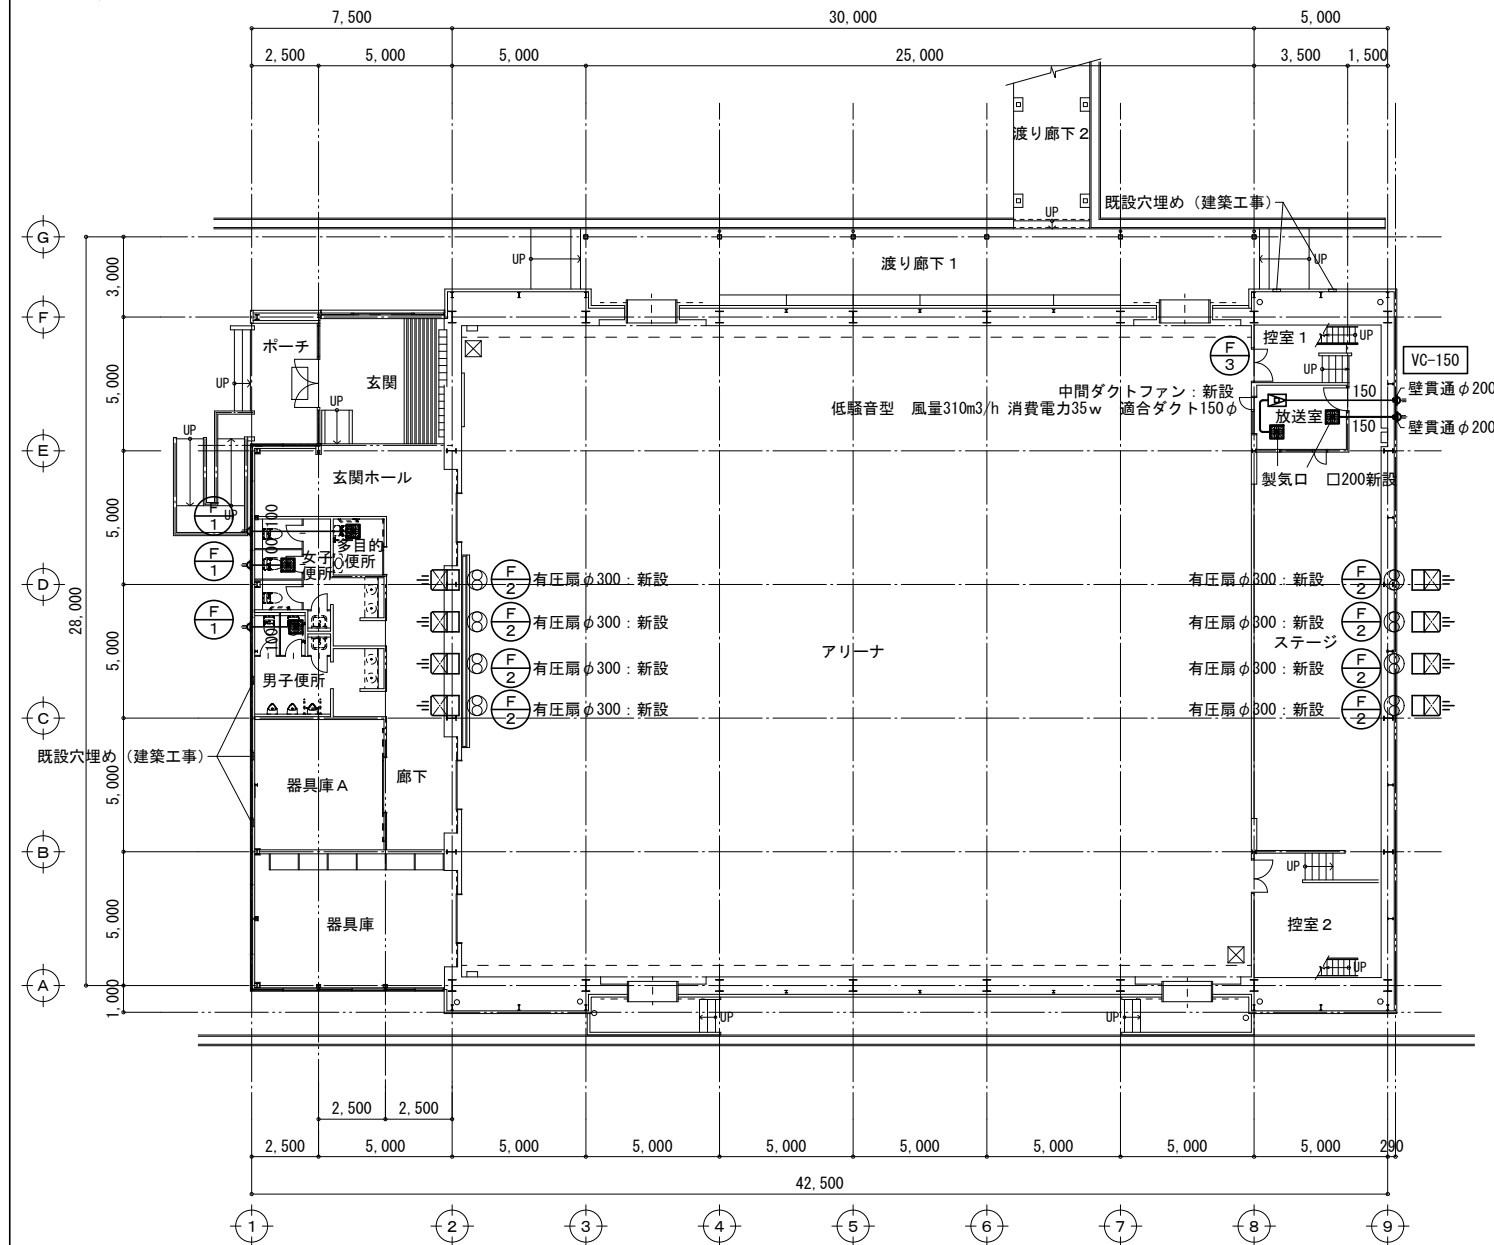 7,500
30,000
5,000
2,500
5,000
5,000
25,000
3,500
1,500
渡り廊下２
UP
既設穴埋め（建築工事）
G
3,000
UP
渡り廊下１
UP
F
ポーチ
控室１
UP
F
3
VC-150
玄関
UP
UP
UP
5,000
中間ダクトファン：新設
150
壁貫通φ200
低騒音型　風量310m3/h 消費電力35w　適合ダクト150φ
放送室
150
壁貫通φ200
UP
E
玄関ホール
製気口　□200新設
F
1
UP
100
5,000
多目的
便所
F
1
100
女子
便所
D
F
2
有圧扇φ300：新設
有圧扇φ300：新設
F
2
F
1
100
28,000
F
2
有圧扇φ300：新設
有圧扇φ300：新設
F
2
5,000
アリーナ
ステージ
F
2
有圧扇φ300：新設
有圧扇φ300：新設
F
2
男子便所
F
2
有圧扇φ300：新設
有圧扇φ300：新設
F
2
C
既設穴埋め（建築工事）
5,000
器具庫Ａ
廊下
B
UP
5,000
器具庫
控室２
UP
A
1,000
UP
UP
2,500
2,500
2,500
5,000
5,000
5,000
5,000
5,000
5,000
5,000
5,000
290
42,500
1
2
3
4
5
6
7
8
9